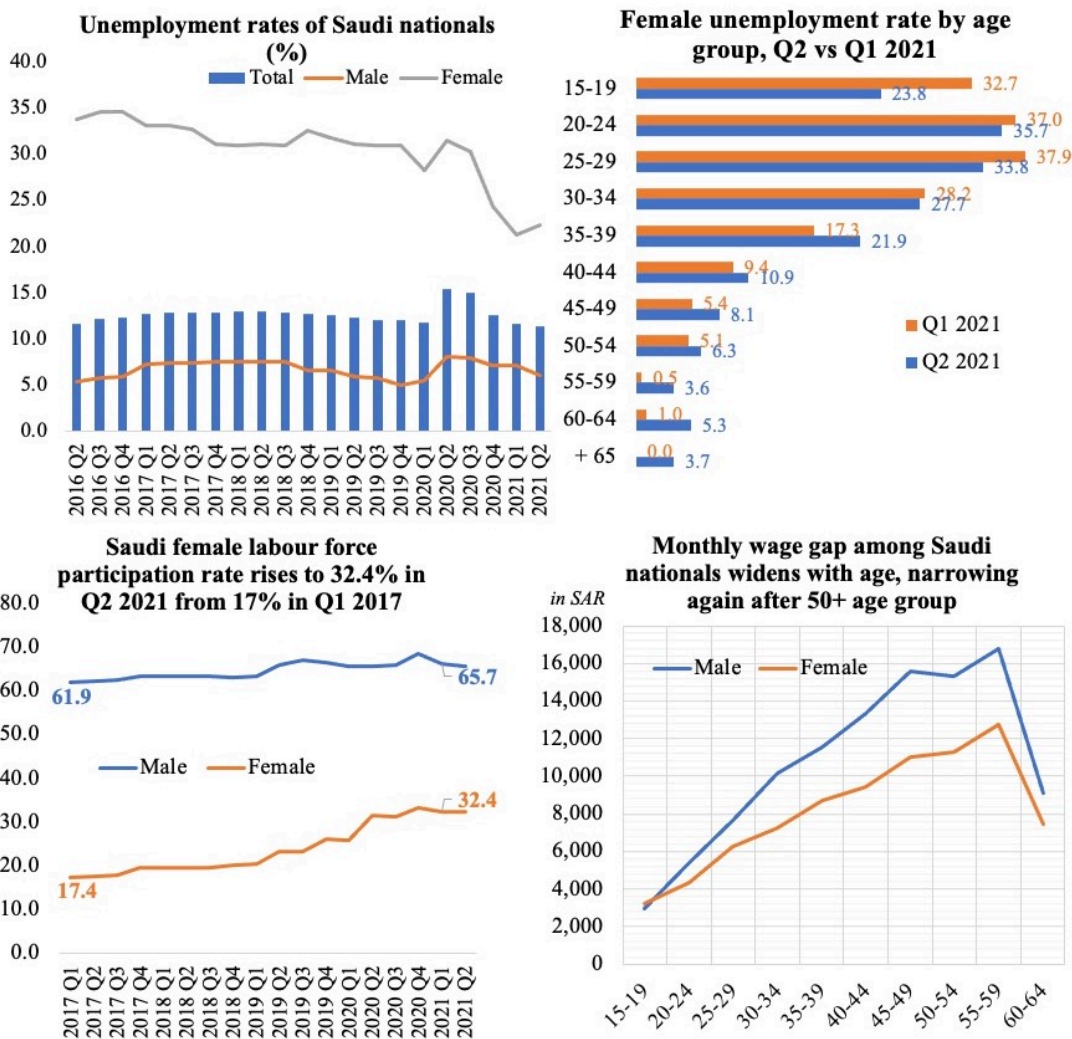 Unemployment rates of Saudi nationals
(%)
40.0
35.0
30.0
25.0
20.0
15.0
10.0
5.0
0.0
Total Male Female
2016 Q2
2016 Q3
2016 Q4
2017 Q1
2017 Q2
2017 Q3
2017 Q4
2018 Q1
2018 Q2
2018 Q3
2018 Q4
2019 Q1
2019 Q2
2019 Q3
2019 Q4
2020 Q1
2020 Q2
2020 Q3
2020 Q4
2021 Q1
2021 Q2
Female unemployment rate by age
group, Q2 vs Q1 2021
15-19 32.7
23.8
20-24 37.0
35.7
25-29 37.9
33.8
30-34 28.2
27.7
35-39 17.3
21.9
40-44 9.4
10.9
45-49 5.4
8.1
50-54 5.1
6.3
55-59 0.5
3.6
60-64 1.0
5.3
+ 65 0.0
3.7
Q1 2021
Q2 2021
Saudi female labour force
participation rate rises to 32.4% in
Q2 2021 from 17% in Q1 2017
80.0
70.0
60.0
50.0
40.0
30.0
20.0
10.0
0.0
61.9
65.7
Male Female
32.4
17.4
2017 Q1
2017 Q2
2017 Q3
2017 Q4
2018 Q1
2018 Q2
2018 Q3
2018 Q4
2019 Q1
2019 Q2
2019 Q3
2019 Q4
2020 Q1
2020 Q2
2020 Q3
2020 Q4
2021 Q1
2021 Q2
Monthly wage gap among Saudi
nationals widens with age, narrowing
again after 50+ age group
in SAR
18,000
16,000
14,000
12,000
10,000
8,000
6,000
4,000
2,000
0
Male Female
15-19
20-24
25-29
30-34
35-39
40-44
45-49
50-54
55-59
60-64